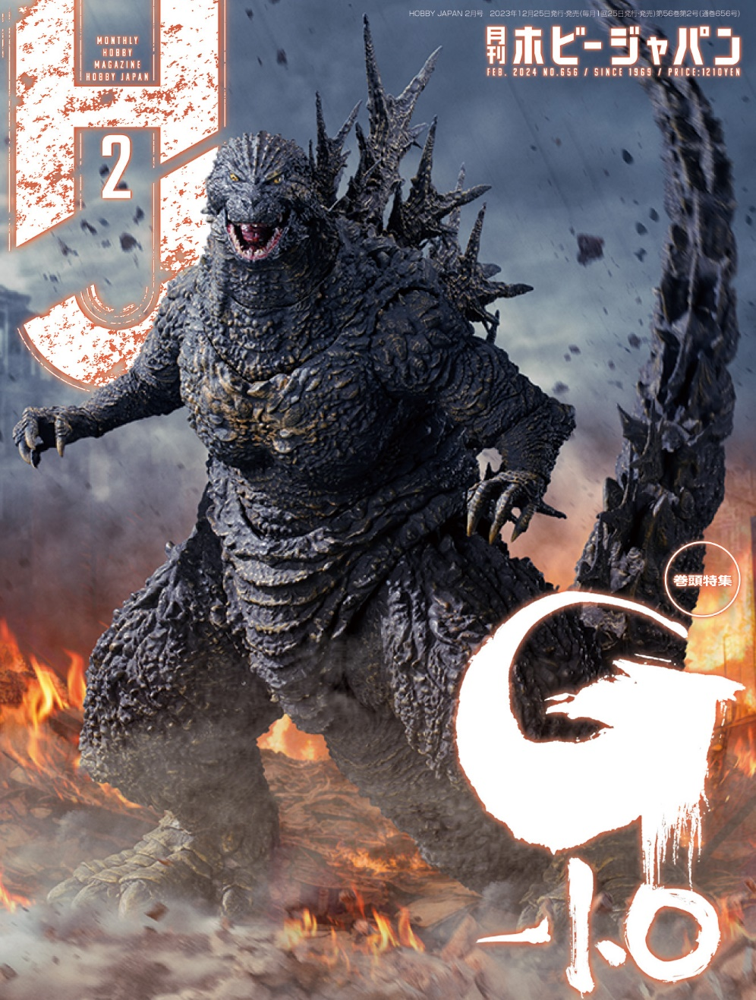 HOBBY JAPAN 2月号 2023年12月25日発行・発売(毎月1回25日発行・発売)第56巻第2号(通巻656号)
月刊 ホビージャパン
FEB. 2024 NO.656 / SINCE 1969 / PRICE:1210YEN
HJ
MONTHLY
HOBBY
MAGAZINE
HOBBY JAPAN
2
巻頭特集
G
-1.0